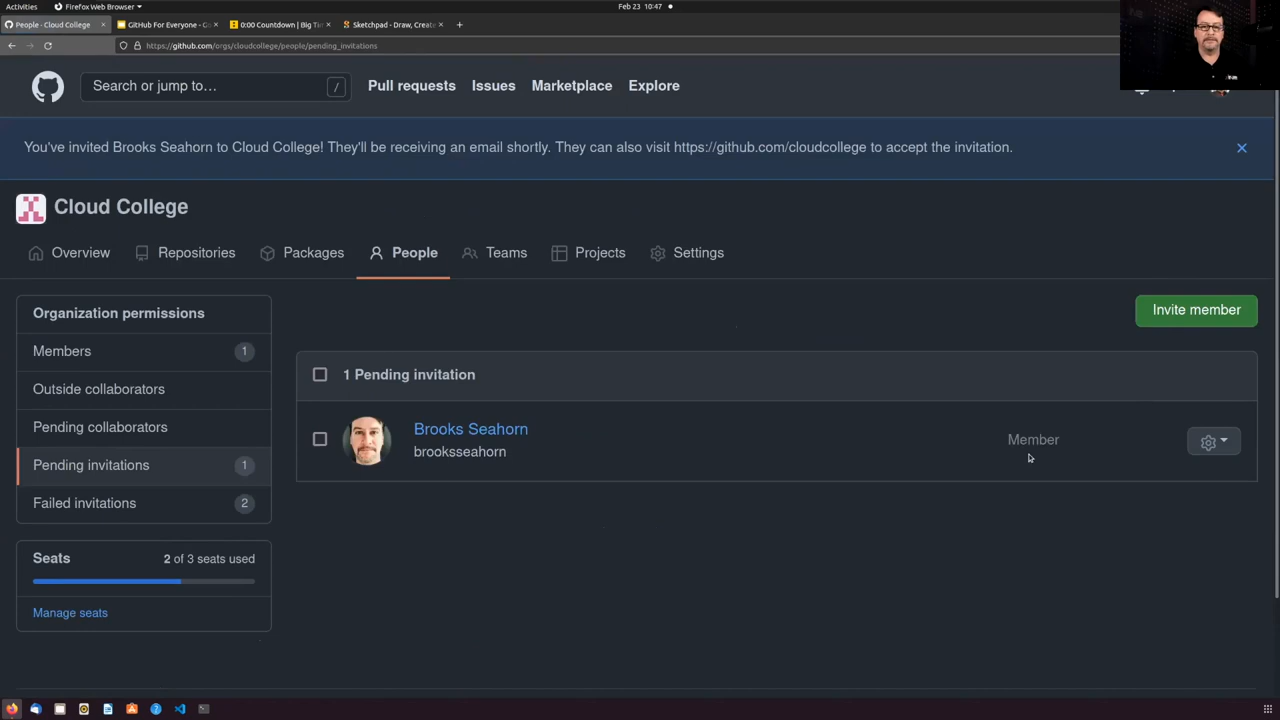 Activities
Firefox Web Browser
Feb 23 10:47
People · Cloud College
GitHub For Everyone - Go
0:00 Countdown | Big Ti
Sketchpad - Draw, Create
https://github.com/orgs/cloudcollege/people/pending_invitations
Search or jump to…
/
Pull requests
Issues
Marketplace
Explore
You've invited Brooks Seahorn to Cloud College! They'll be receiving an email shortly. They can also visit https://github.com/cloudcollege to accept the invitation.
Cloud College
Overview
Repositories
Packages
People
Teams
Projects
Settings
Organization permissions
Members 1
Outside collaborators
Pending collaborators
Pending invitations 1
Failed invitations 2
Seats 2 of 3 seats used
Manage seats
Invite member
1 Pending invitation
Brooks Seahorn
brooksseahorn
Member